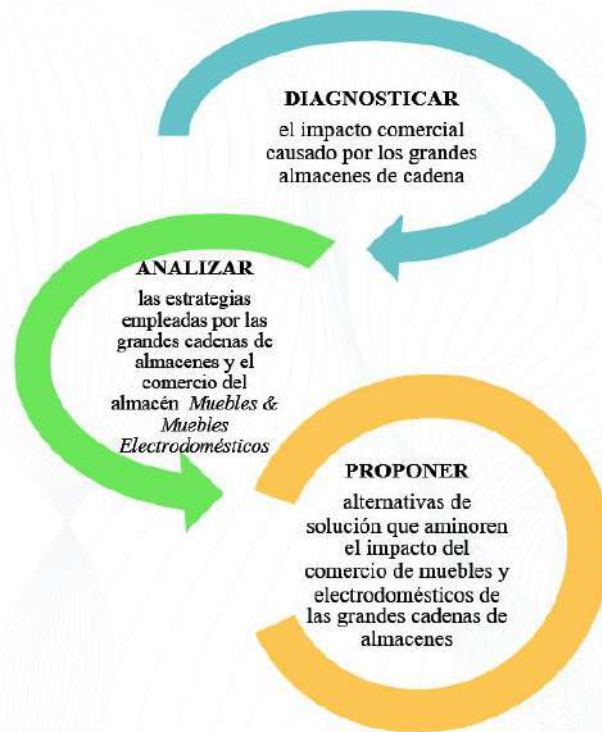 DIAGNOSTICAR
el impacto comercial
causado por los grandes
almacenes de cadena
ANALIZAR
las estrategias
empleadas por las
grandes cadenas de
almacenes y el
comercio del
almacén Muebles &
Muebles
Electrodomésticos
PROPONER
alternativas de
solución que aminoren
el impacto del
comercio de muebles y
electrodomésticos de
las grandes cadenas de
almacenes